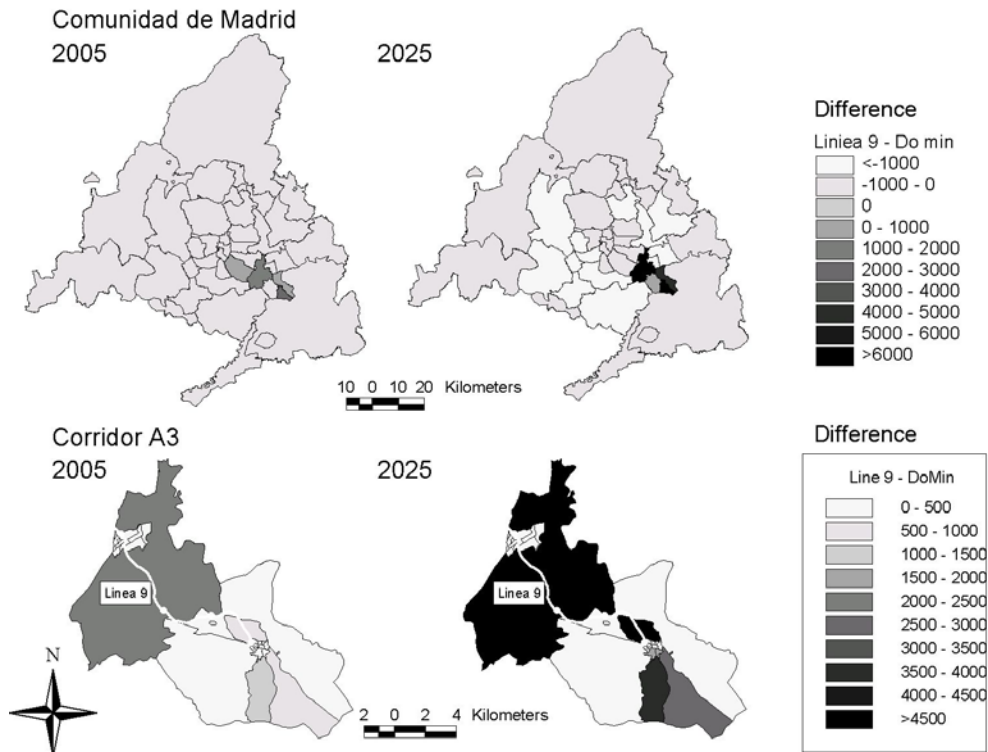 Comunidad de Madrid
2005
2025
Difference
Liniea 9 - Do min
<-1000
-1000 - 0
0
0 - 1000
1000 - 2000
2000 - 3000
3000 - 4000
4000 - 5000
5000 - 6000
>6000
10 0 10 20 Kilometers
Corridor A3
2005
2025
Linea 9
Linea 9
N
2 0 2 4 Kilometers
Difference
Line 9 - DoMin
0 - 500
500 - 1000
1000 - 1500
1500 - 2000
2000 - 2500
2500 - 3000
3000 - 3500
3500 - 4000
4000 - 4500
>4500